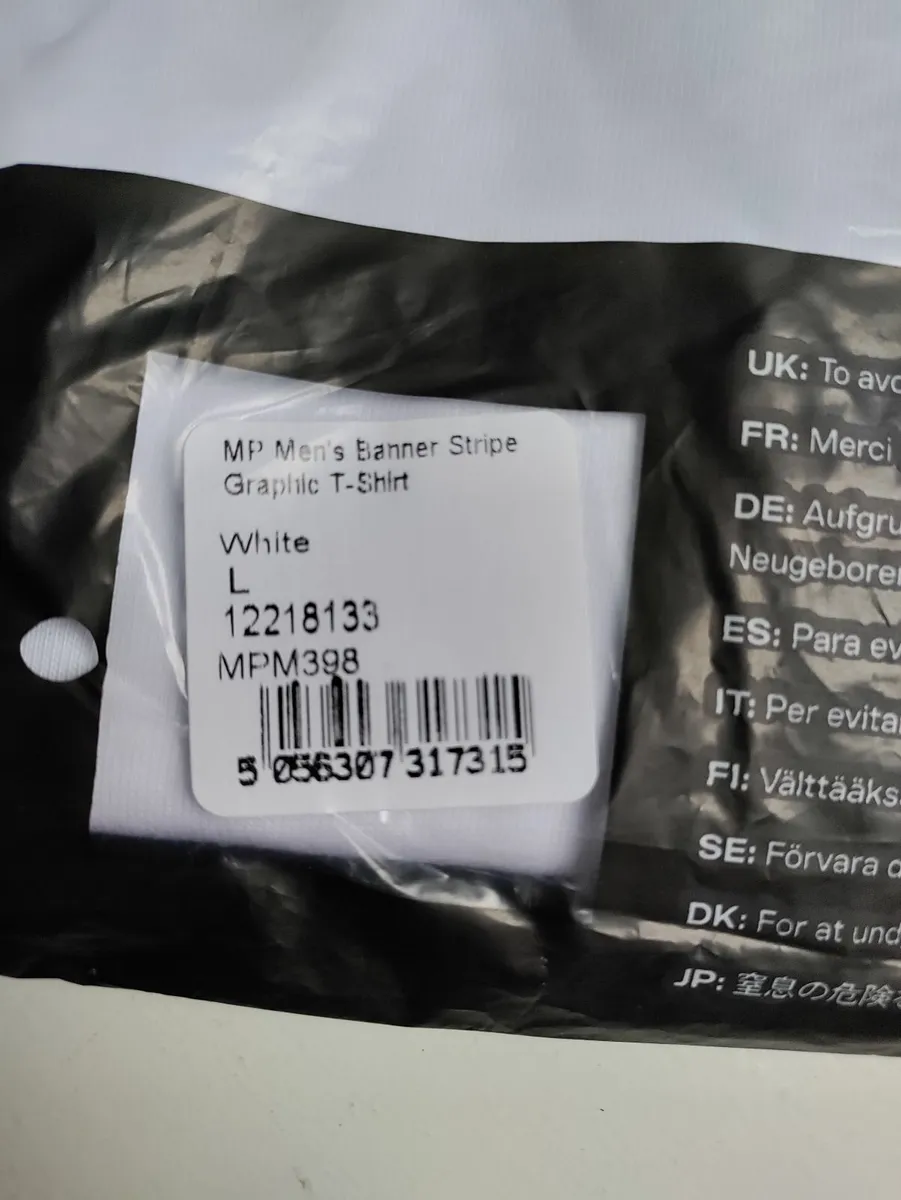 MP Men's Banner Stripe
Graphic T-Shirt
White
L
12218133
MPM398
5 056307 317315
UK: To avo
FR: Merci
DE: Aufgru
Neugeboren
ES: Para ev
IT: Per evita
FI: Välttääks
SE: Förvara d
DK: For at und
JP: 窒息の危険を